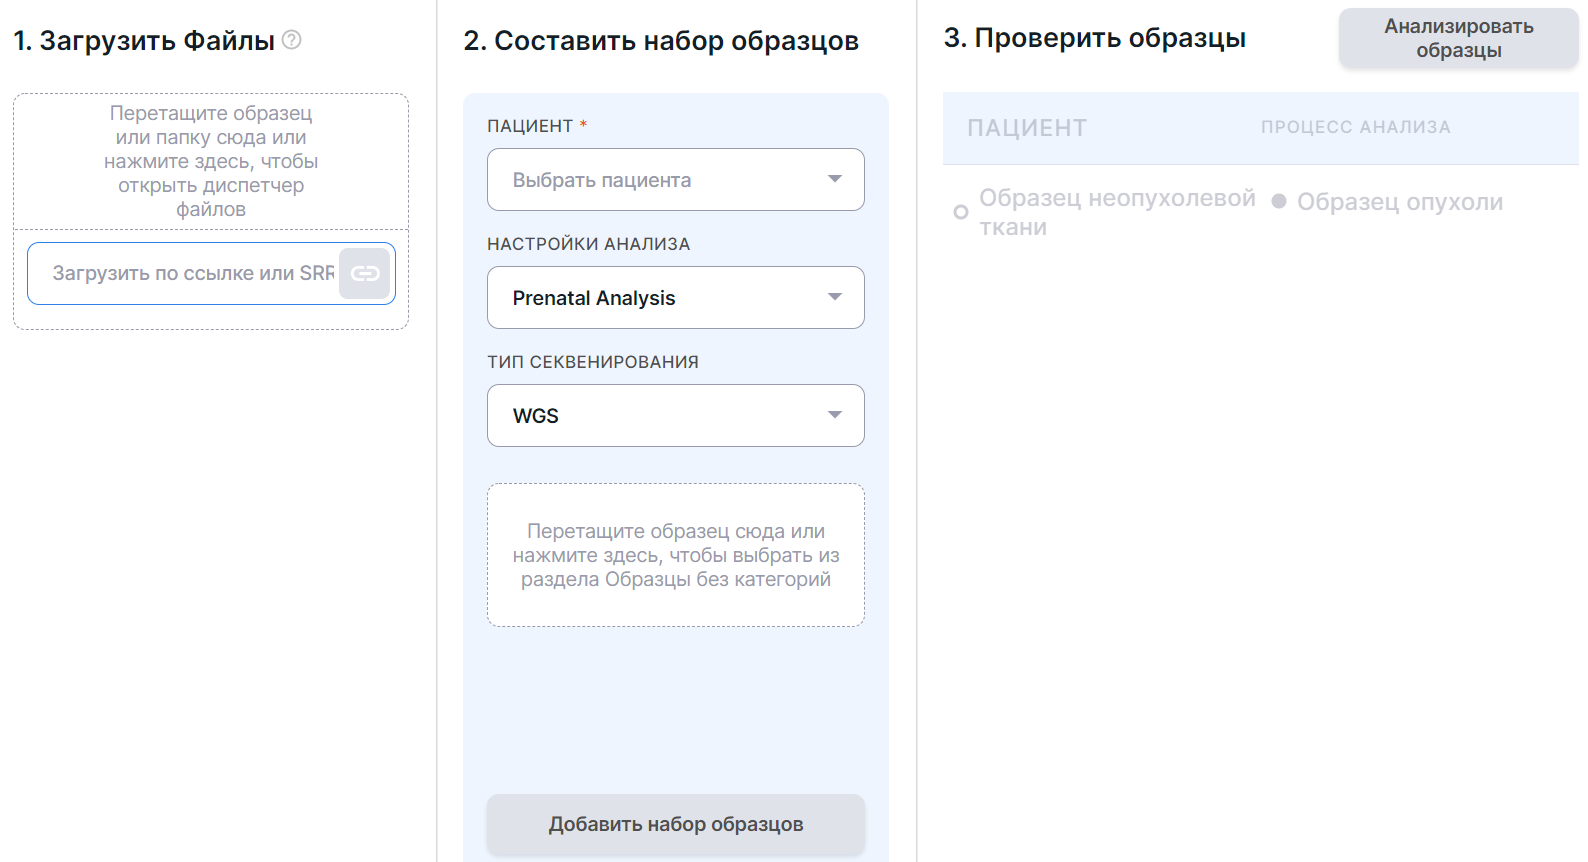 1. Загрузить Файлы ?
Перетащите образец
или папку сюда или
нажмите здесь, чтобы
открыть диспетчер
файлов
Загрузить по ссылке или SRR
2. Составить набор образцов
ПАЦИЕНТ *
Выбрать пациента
НАСТРОЙКИ АНАЛИЗА
Prenatal Analysis
ТИП СЕКВЕНИРОВАНИЯ
WGS
Перетащите образец сюда или
нажмите здесь, чтобы выбрать из
раздела Образцы без категорий
Добавить набор образцов
3. Проверить образцы
Анализировать
образцы
ПАЦИЕНТ
ПРОЦЕСС АНАЛИЗА
Образец неопухолевой
ткани
Образец опухоли